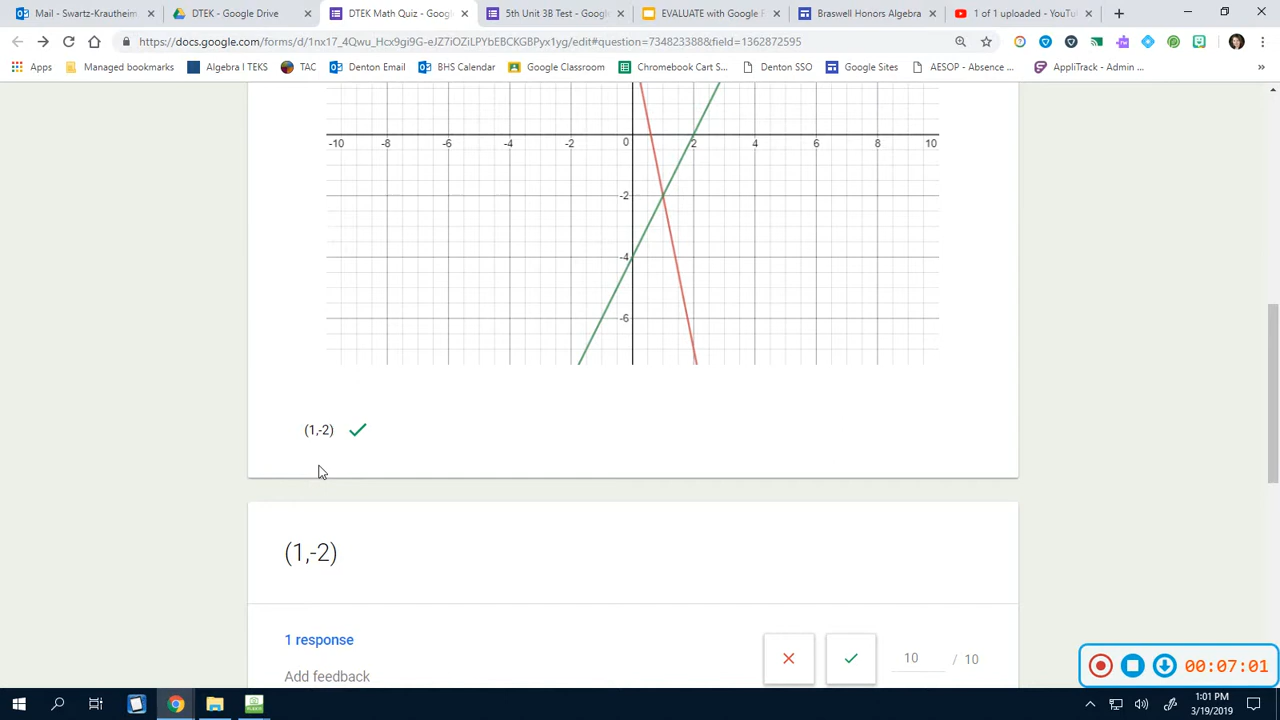 Mail - Swartz-Krautheim
DTEK - Google Drive
DTEK Math Quiz - Goog
5th Unit 3B Test - Goog
EVALUATE with Google
Braswell Honors Algebra
1 of 1 uploaded - YouTu
https://docs.google.com/forms/d/1nx17_4Qwu_Hcx9gi9G-eJZ7iOZiLPYbEBCKGBPyx1yg/edit#question=734823388&field=1362872595
Apps
Managed bookmarks
Algebra I TEKS
TAC
Denton Email
BHS Calendar
Google Classroom
Chromebook Cart S...
Denton SSO
Google Sites
AESOP - Absence ...
AppliTrack - Admin ...
»
-10 -8 -6 -4 -2 0 2 4 6 8 10
-2
-4
-6
(1,-2)
(1,-2)
1 response
10 / 10
Add feedback
00:07:01
1:01 PM
3/19/2019